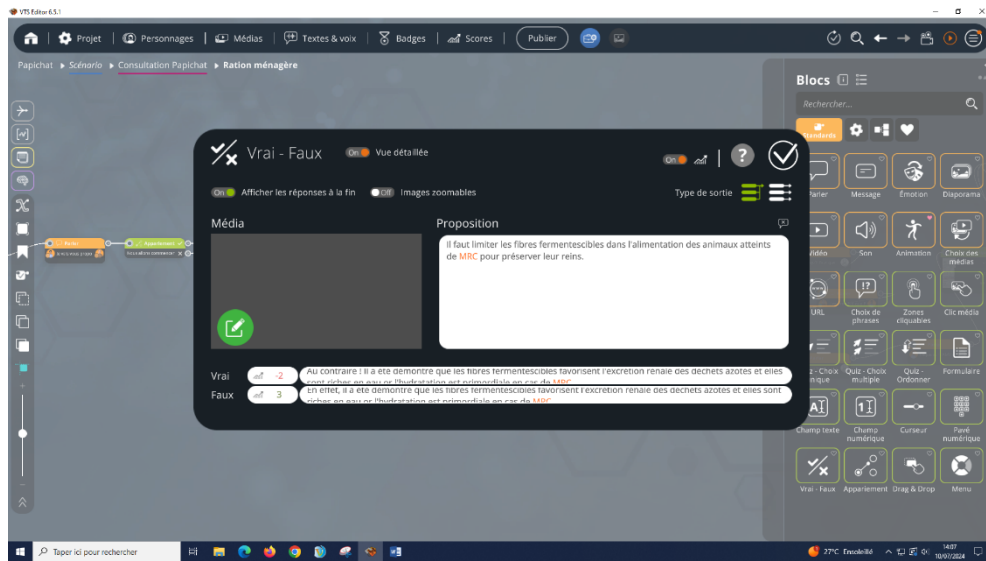 VTS Editor 6.5.1
Projet Personnages Médias Textes & voix Badges Scores Publier
Papichat Scénario Consultation Papichat Ration ménagère
Blocs
Rechercher...
Standards
Vrai - Faux On Vue détaillée On ?
On Afficher les réponses à la fin Off Images zoomables Type de sortie
Média Proposition
Il faut limiter les fibres fermentescibles dans l'alimentation des animaux atteints
de MRC pour préserver leur reins.
Vrai -2 Au contraire ! Il a été démontré que les fibres fermentescibles favorisent l'excrétion rénale des déchets azotés et elles
sont riches en eau or l'hydratation est primordiale en cas de MRC
Faux 3 En effet, il a été démontré que les fibres fermentescibles favorisent l'excrétion rénale des déchets azotés et elles sont
riches en eau or l'hydratation est primordiale en cas de MRC
Parler
Appariement
Parler Message Émotion Diaporama
Vidéo Son Animation Choix des
médias
URL Choix de
phrases Zones
cliquables Clic média
Quiz - Choix
multiple Quiz -
Ordonner Formulaire
Champ texte Champ
numérique Curseur Pavé
numérique
Vrai - Faux Appariement Drag & Drop Menu
Taper ici pour rechercher
27°C Ensoleillé
14:07
10/07/2024